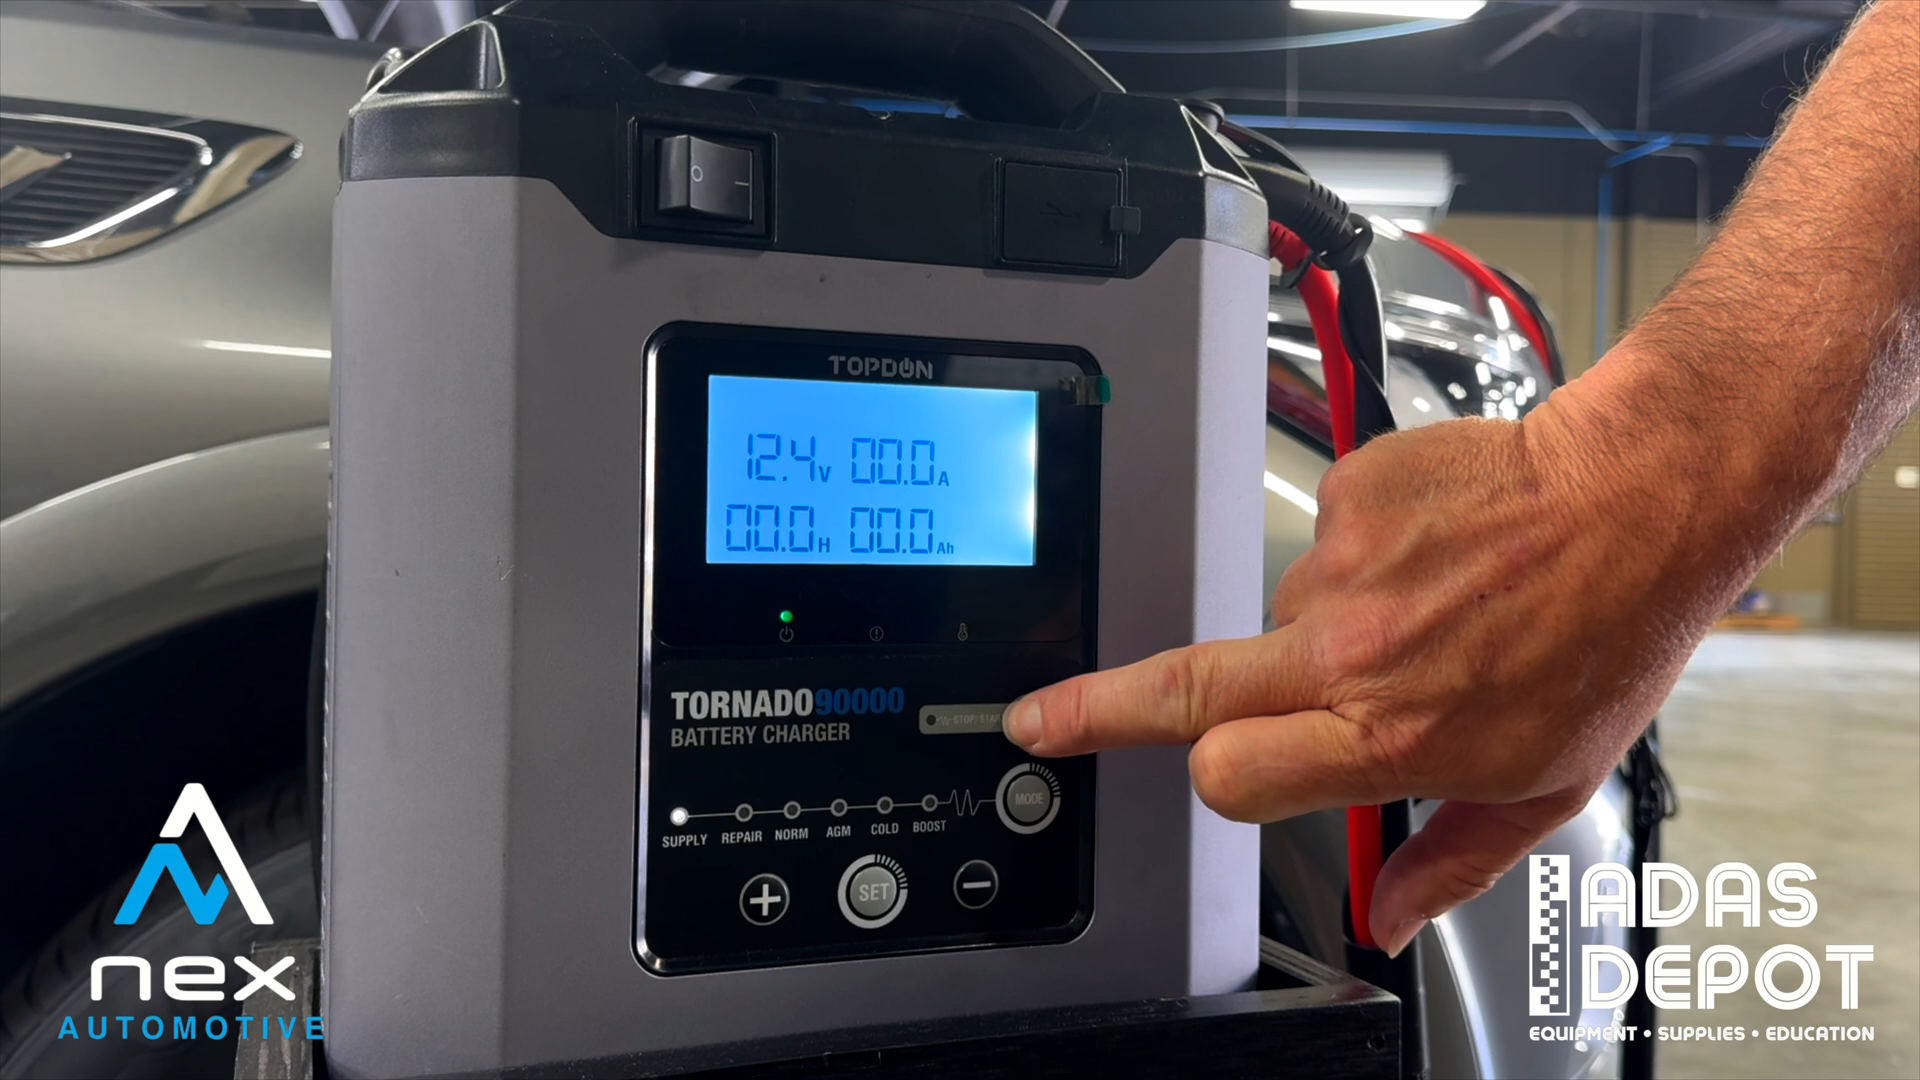 O —
TOPDON
12.4V 00.0A
00.0H 00.0Ah
TORNADO90000
BATTERY CHARGER
STOP/
MODE
SUPPLY REPAIR NORM AGM COLD BOOST
+ SET −
nex
AUTOMOTIVE
ADAS
DEPOT
EQUIPMENT • SUPPLIES • EDUCATION